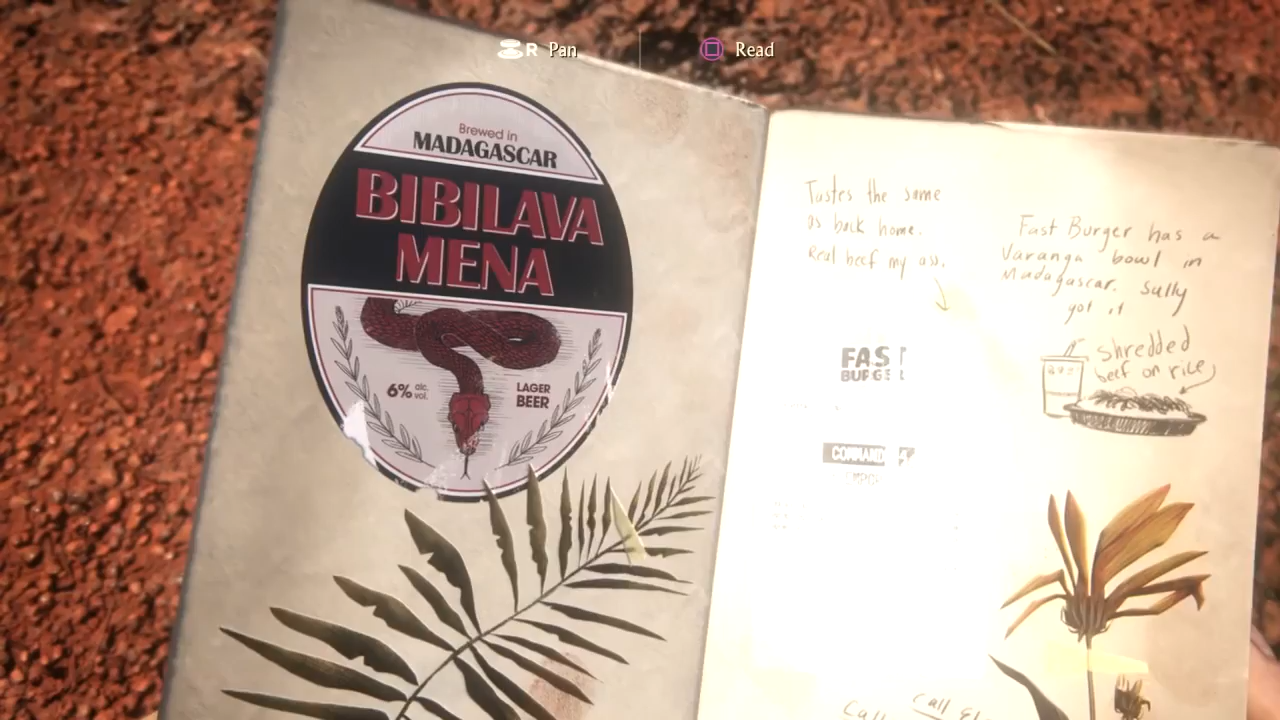 R Pan
Read
Brewed in
MADAGASCAR
BIBILAVA
MENA
6% alc. vol.
LAGER
BEER
Tastes the same
as back home.
Real beef my ass.
Fast Burger has a
Varanga bowl in
Madagascar. Sully
got it
shredded
beef on rice
FAST
BURGER
Call
Call